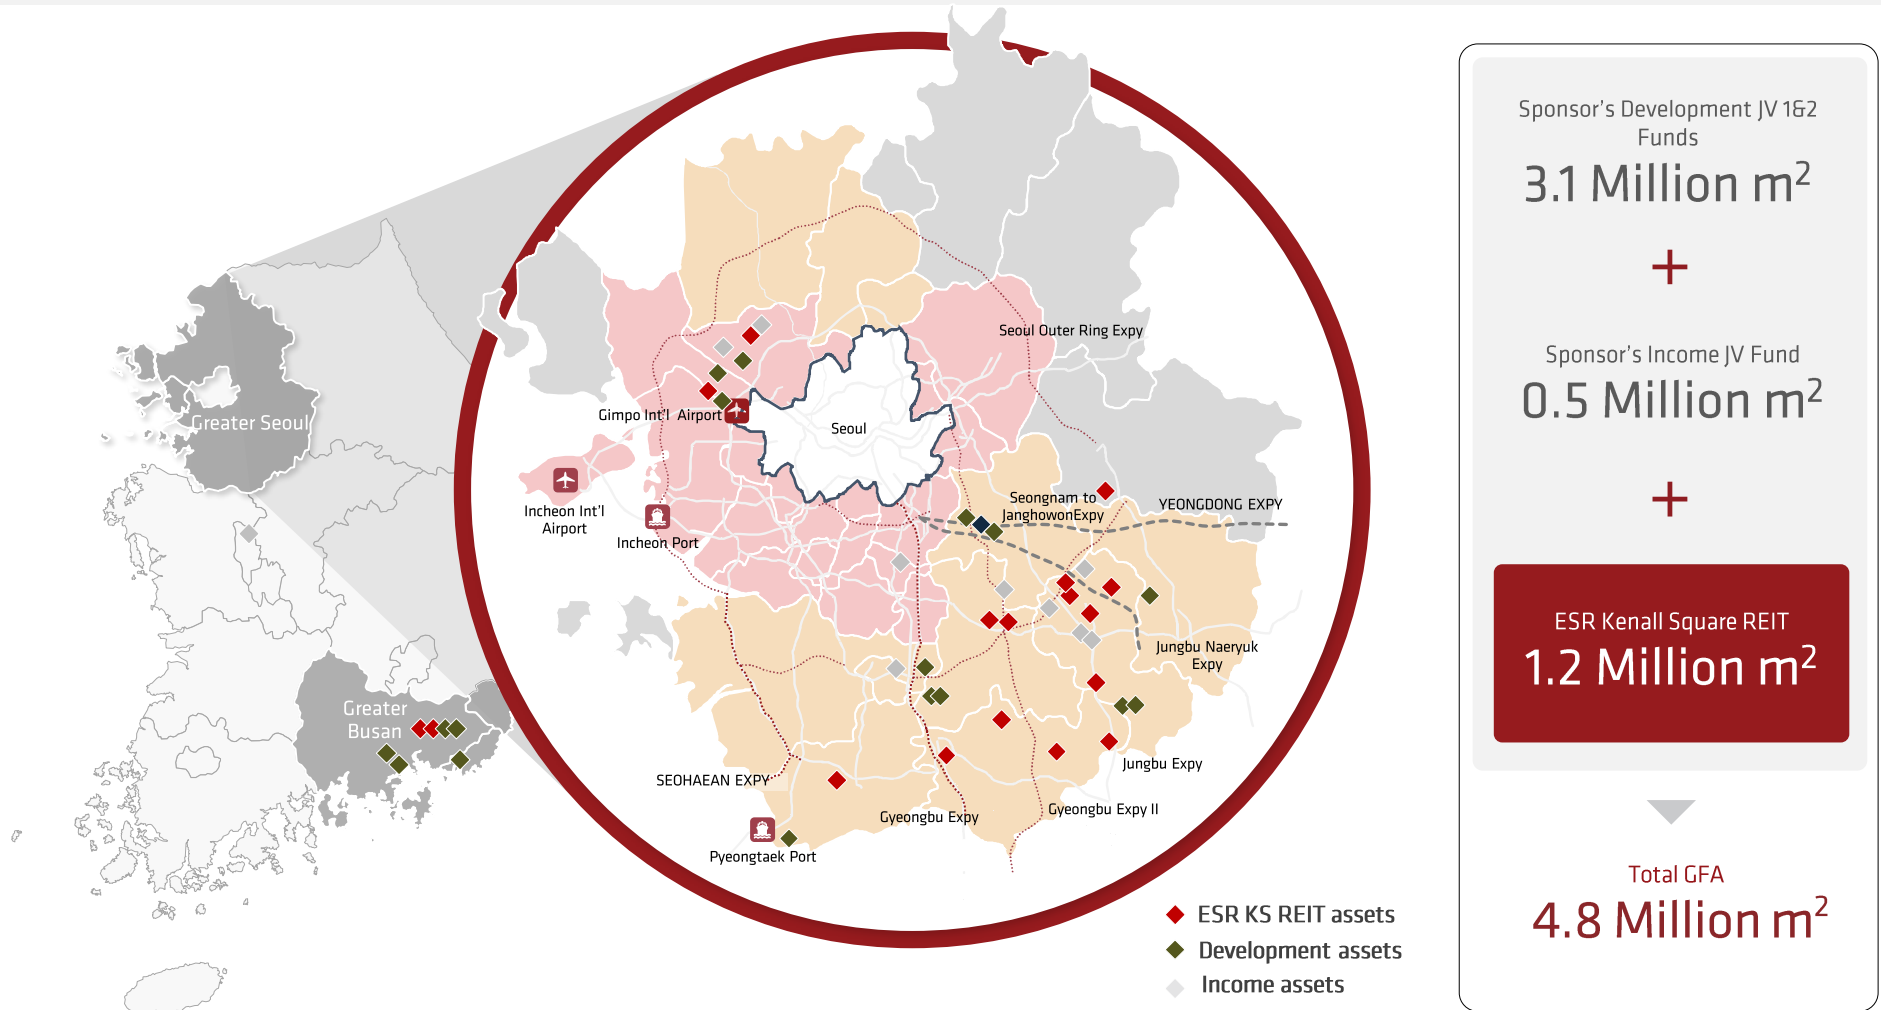 Greater Seoul
Greater
Busan
Seoul Outer Ring Expy
Gimpo Int'l Airport
Seoul
Incheon Int'l
Airport
Incheon Port
Seongnam to
JanghowonExpy
YEONGDONG EXPY
Jungbu Naeryuk
Expy
Jungbu Expy
SEOHAEAN EXPY
Gyeongbu Expy
Gyeongbu Expy II
Pyeongtaek Port
ESR KS REIT assets
Development assets
Income assets
Sponsor's Development JV 1&2
Funds
3.1 Million m²
+
Sponsor's Income JV Fund
0.5 Million m²
+
ESR Kenall Square REIT
1.2 Million m²
Total GFA
4.8 Million m²